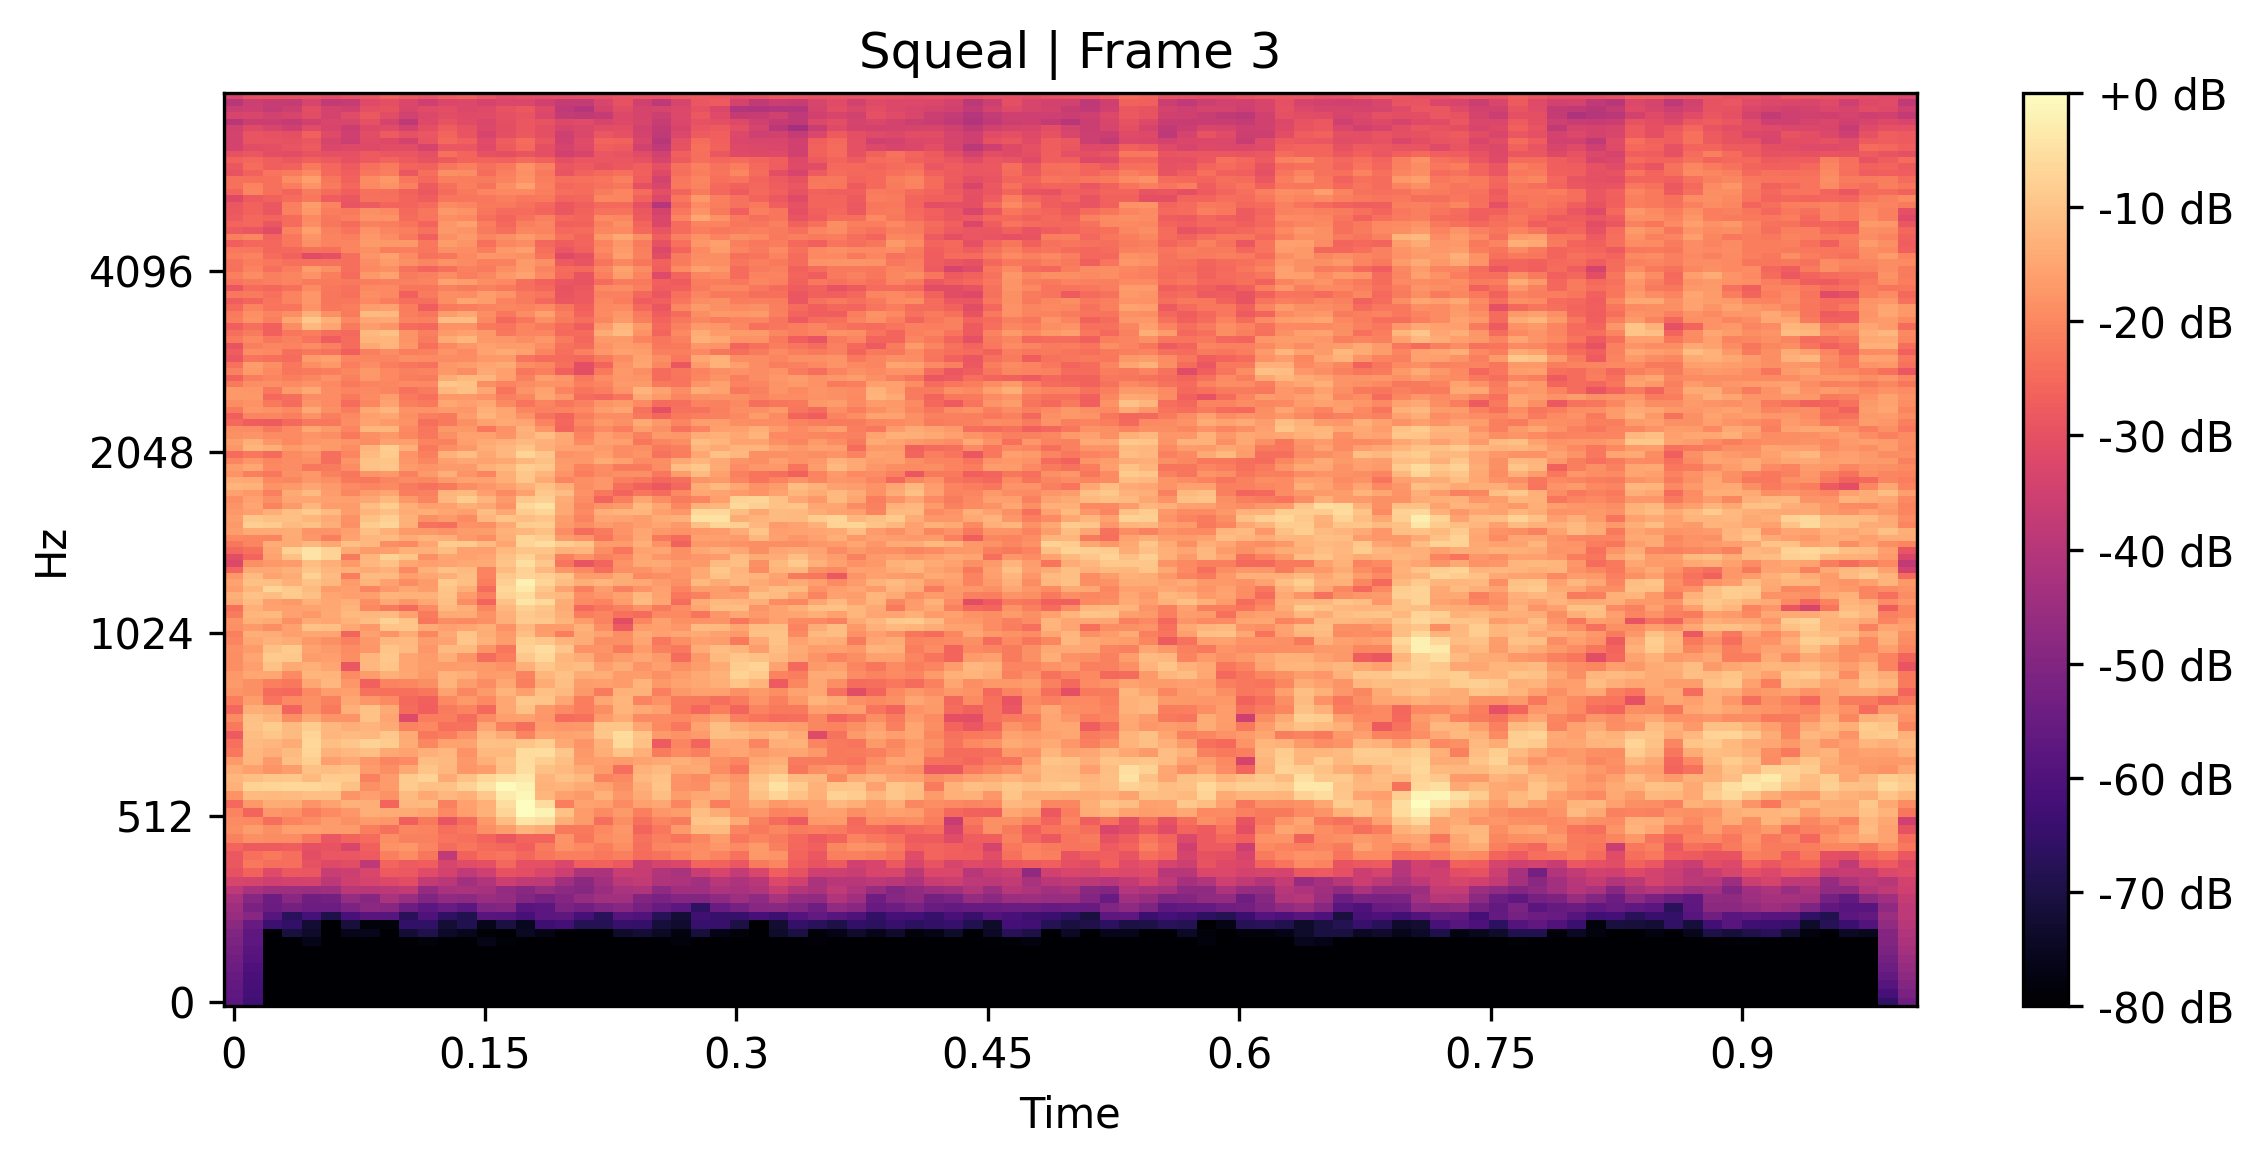 Squeal | Frame 3
Hz
4096
2048
1024
512
0
0 0.15 0.3 0.45 0.6 0.75 0.9
Time
+0 dB
-10 dB
-20 dB
-30 dB
-40 dB
-50 dB
-60 dB
-70 dB
-80 dB